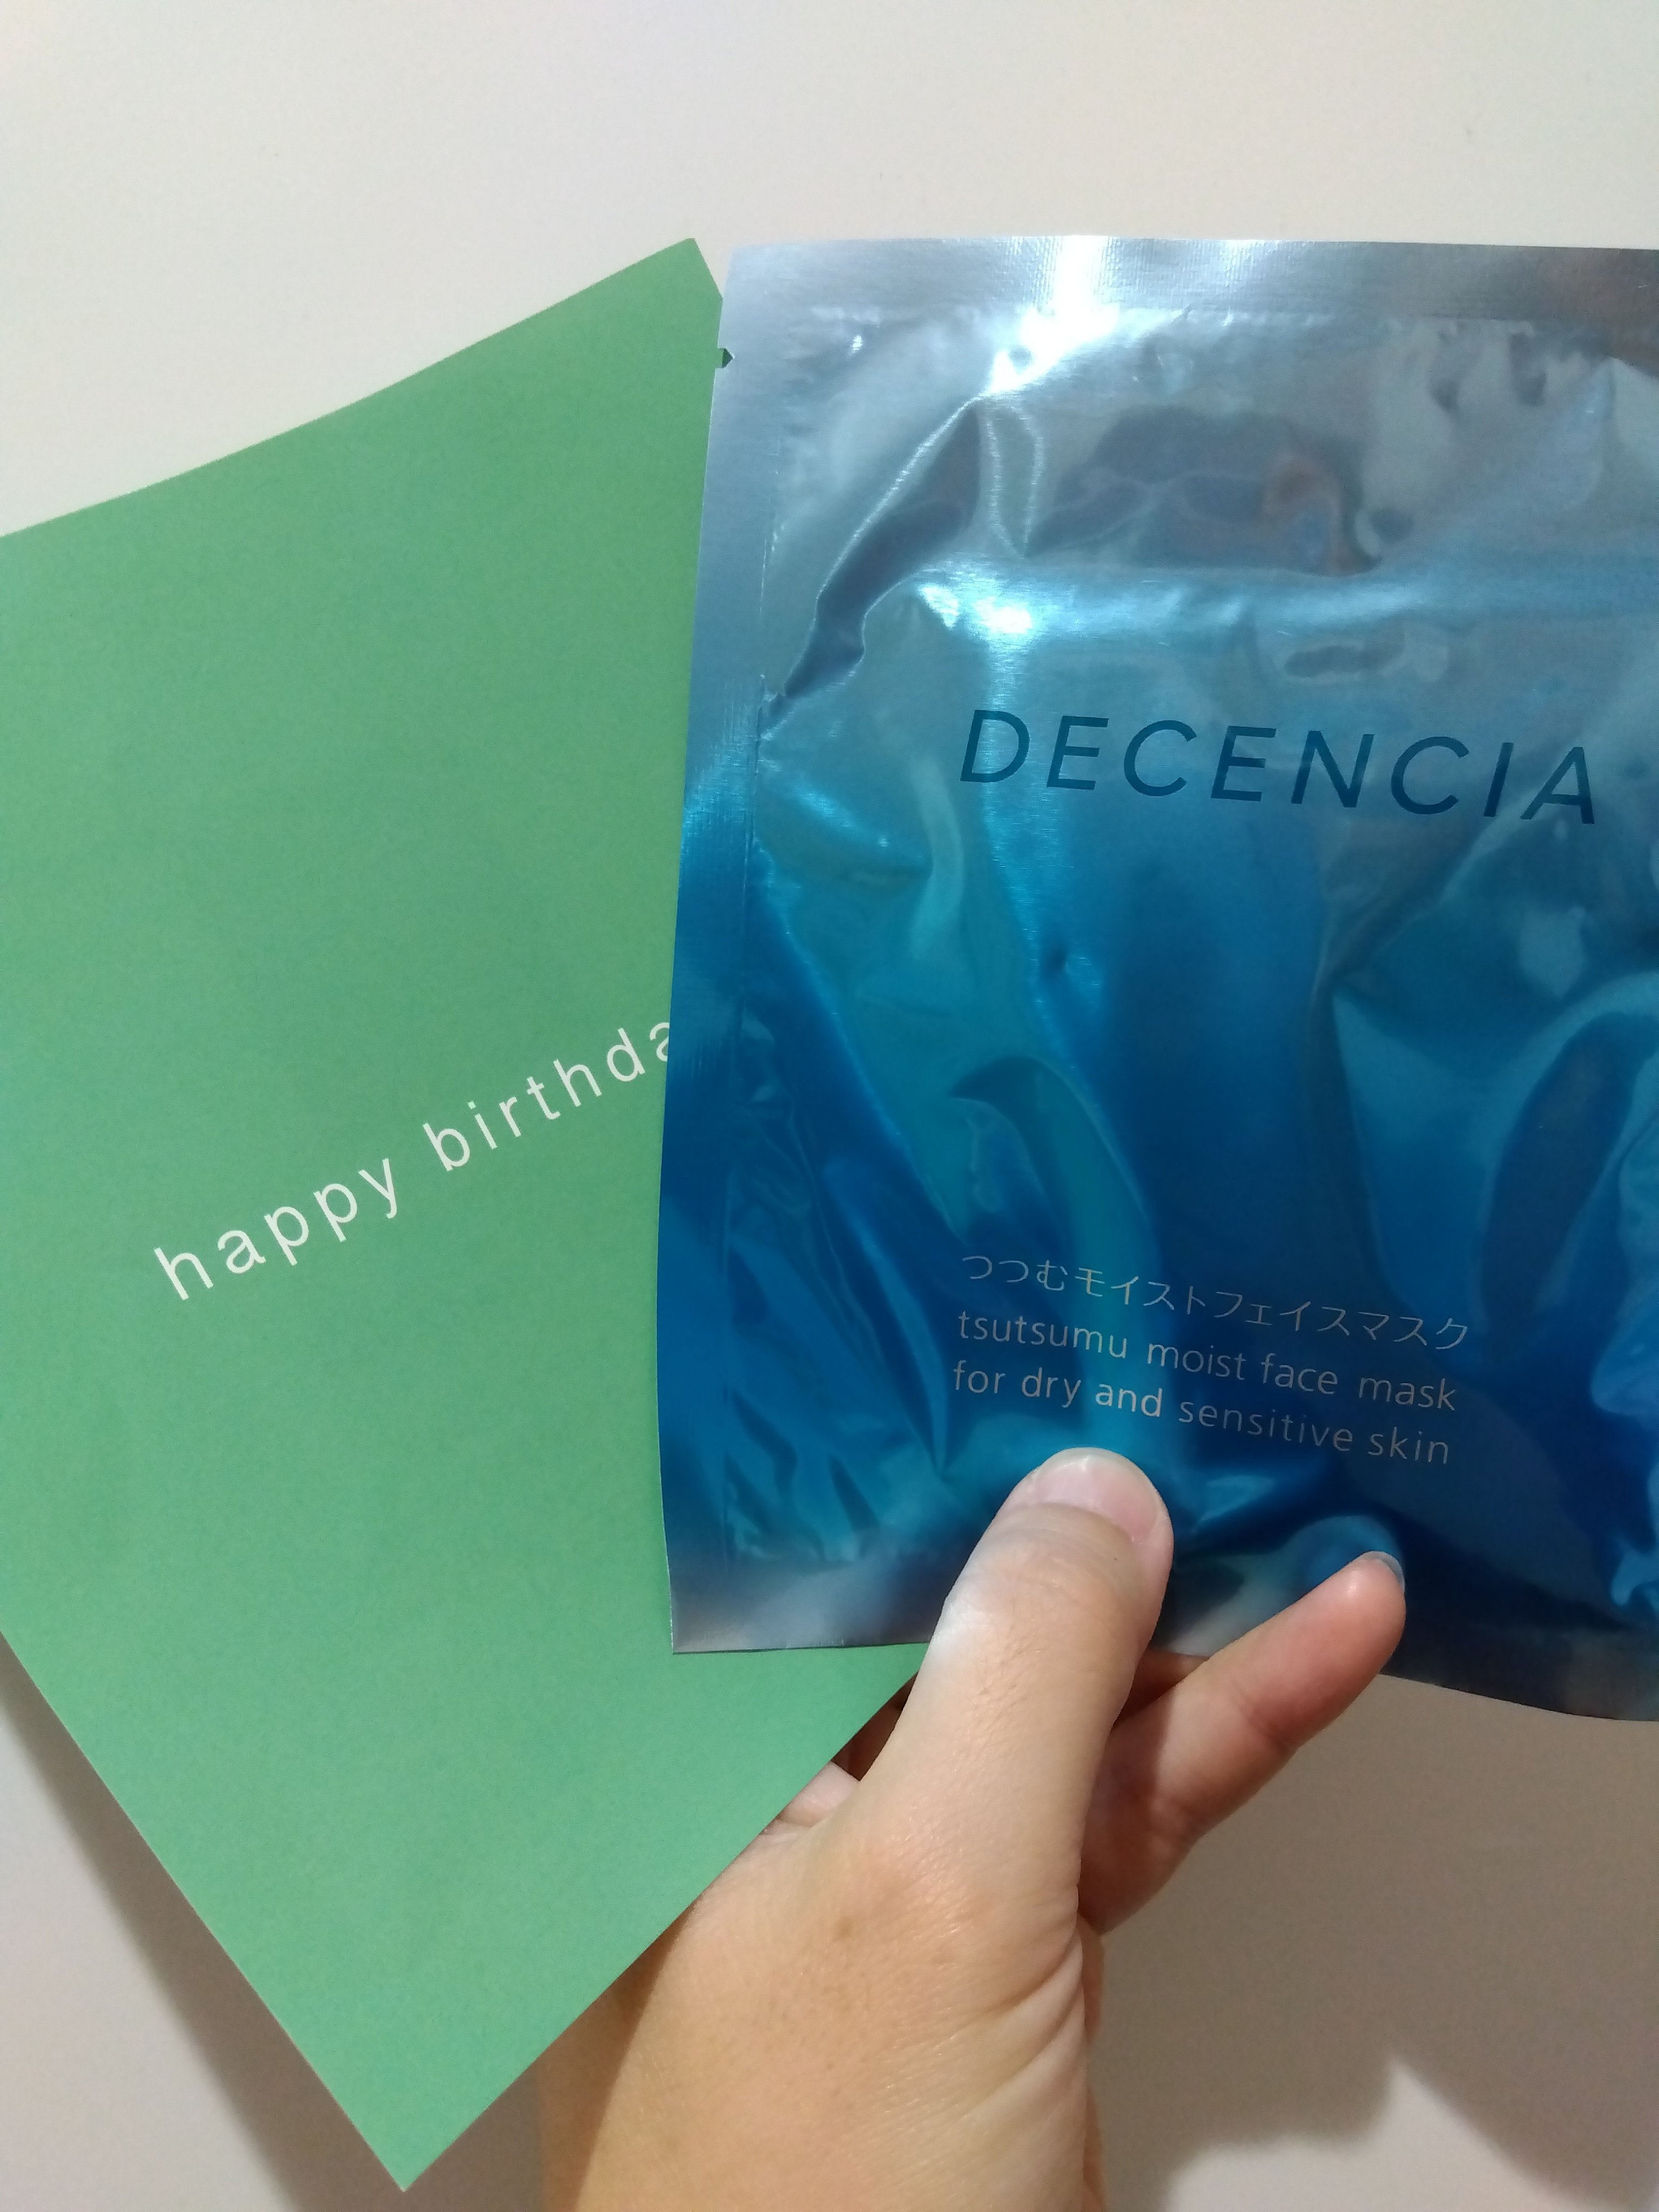 happy birthda
DECENCIA
つつむモイストフェイスマスク
tsutsumu moist face mask
for dry and sensitive skin